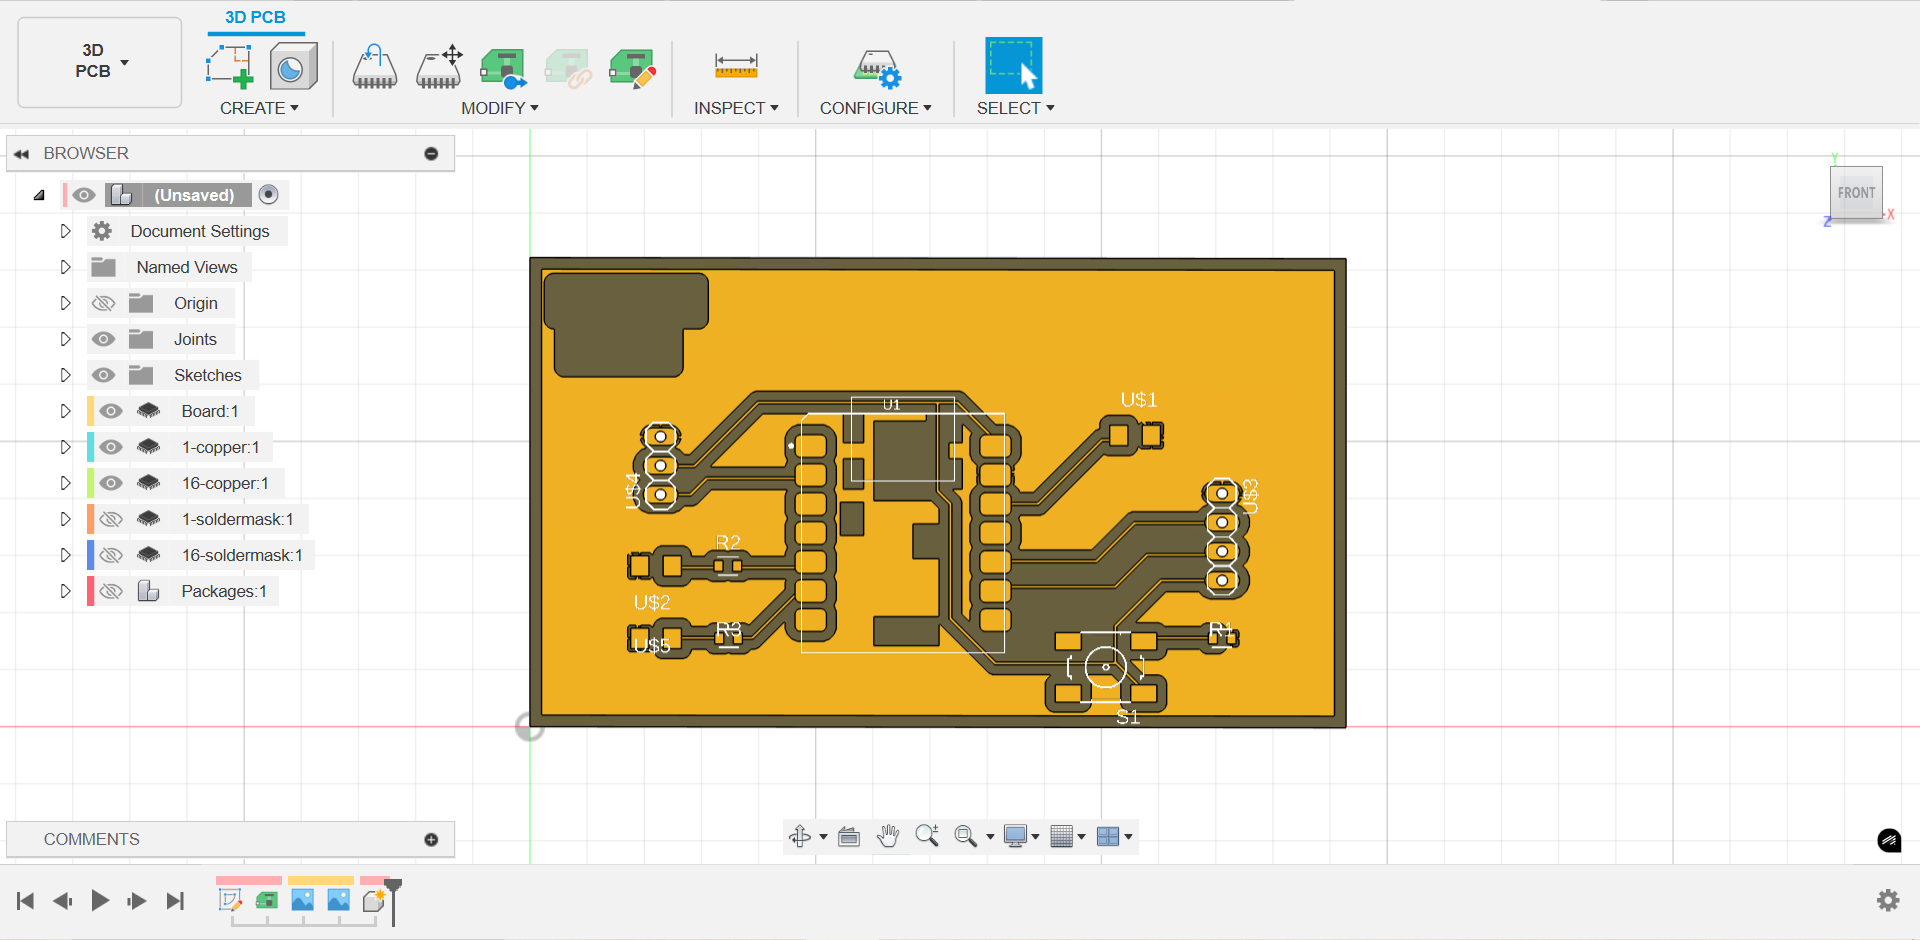 3D PCB
3D
PCB
CREATE
MODIFY
INSPECT
CONFIGURE
SELECT
BROWSER
(Unsaved)
Document Settings
Named Views
Origin
Joints
Sketches
Board:1
1-copper:1
16-copper:1
1-soldermask:1
16-soldermask:1
Packages:1
Y
FRONT
X
Z
U$1
U1
U$4
U$3
R2
U$2
R3
U$5
R1
S1
COMMENTS